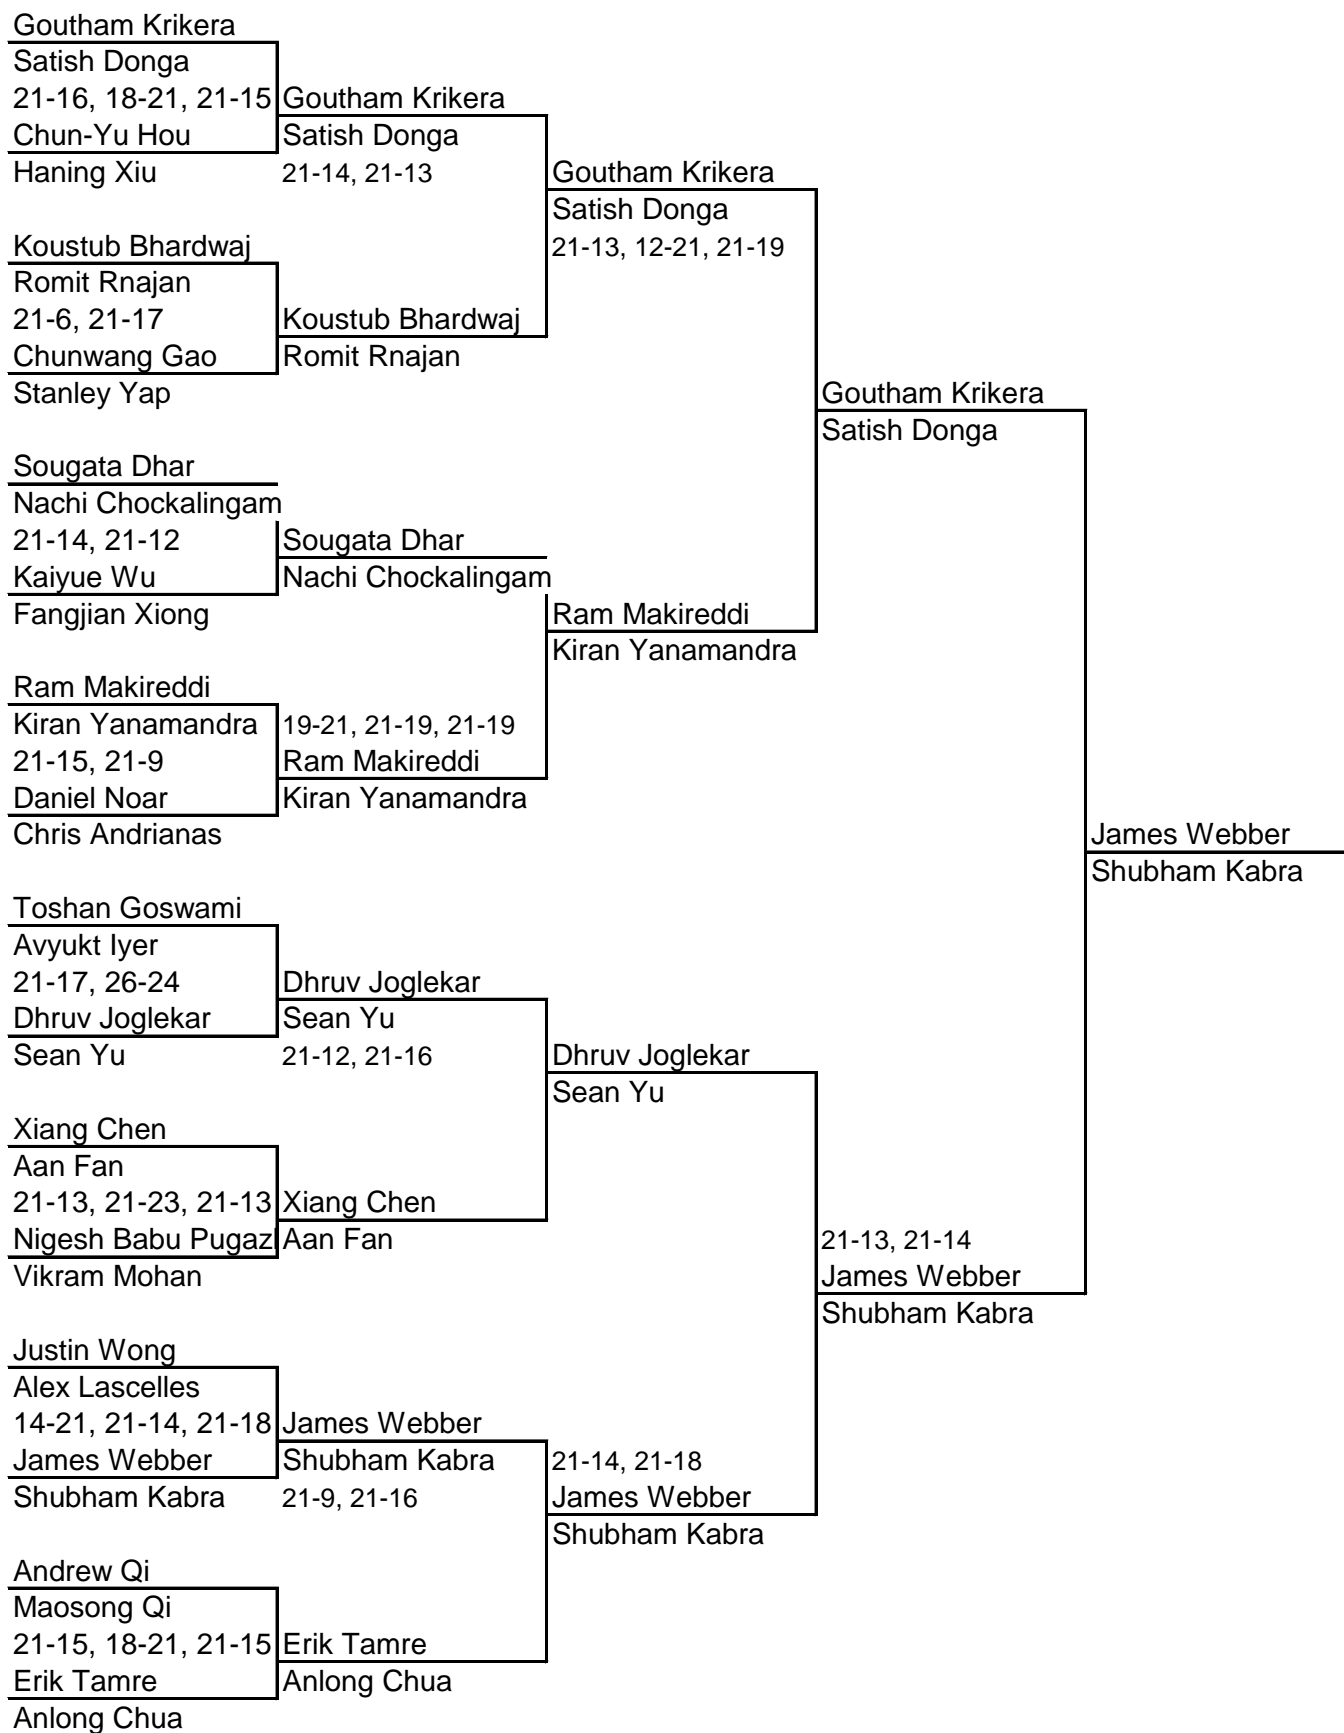 Goutham Krikera
Satish Donga
21-16, 18-21, 21-15
Goutham Krikera
Chun-Yu Hou
Satish Donga
Haning Xiu
21-14, 21-13
Goutham Krikera
Satish Donga
Koustub Bhardwaj
21-13, 12-21, 21-19
Romit Rnajan
21-6, 21-17
Koustub Bhardwaj
Chunwang Gao
Romit Rnajan
Stanley Yap
Goutham Krikera
Satish Donga
Sougata Dhar
Nachi Chockalingam
21-14, 21-12
Sougata Dhar
Kaiyue Wu
Nachi Chockalingam
Fangjian Xiong
Ram Makireddi
Kiran Yanamandra
Ram Makireddi
Kiran Yanamandra
19-21, 21-19, 21-19
21-15, 21-9
Ram Makireddi
Daniel Noar
Kiran Yanamandra
Chris Andrianas
James Webber
Shubham Kabra
Toshan Goswami
Avyukt Iyer
21-17, 26-24
Dhruv Joglekar
Dhruv Joglekar
Sean Yu
Sean Yu
21-12, 21-16
Dhruv Joglekar
Sean Yu
Xiang Chen
Aan Fan
21-13, 21-23, 21-13
Xiang Chen
Nigesh Babu Pugaz
Aan Fan
21-13, 21-14
Vikram Mohan
James Webber
Shubham Kabra
Justin Wong
Alex Lascelles
14-21, 21-14, 21-18
James Webber
James Webber
Shubham Kabra
21-14, 21-18
Shubham Kabra
21-9, 21-16
James Webber
Shubham Kabra
Andrew Qi
Maosong Qi
21-15, 18-21, 21-15
Erik Tamre
Erik Tamre
Anlong Chua
Anlong Chua